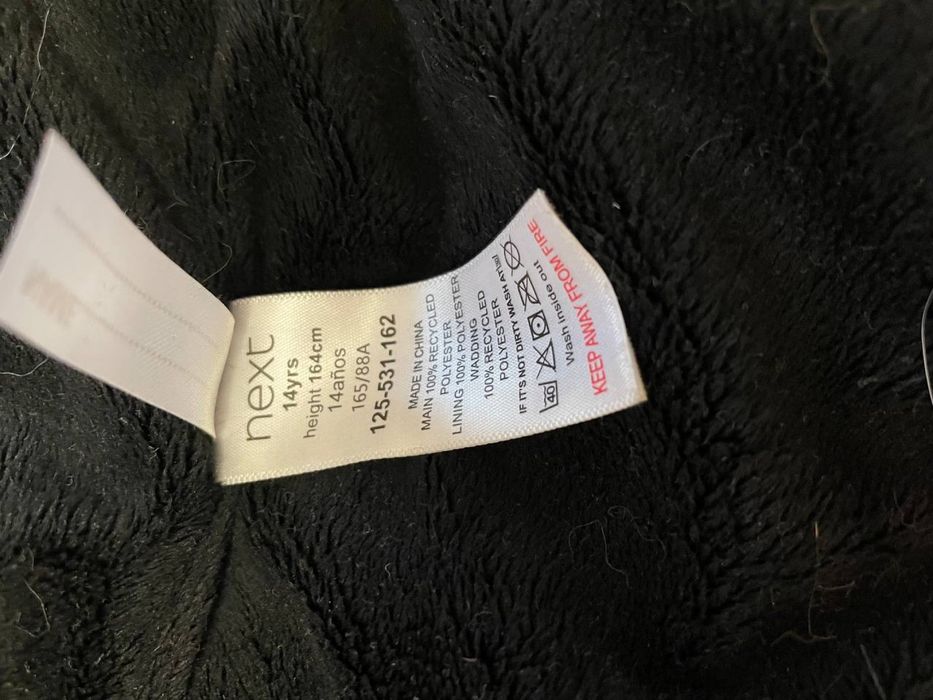 next
14yrs
height 164cm
14años
165/88A
125-531-162
MADE IN CHINA
MAIN 100% RECYCLED
POLYESTER
LINING 100% POLYESTER
WADDING
100% RECYCLED
POLYESTER
IF IT'S NOT DIRTY WASH AT
40
Wash inside out
KEEP AWAY FROM FIRE